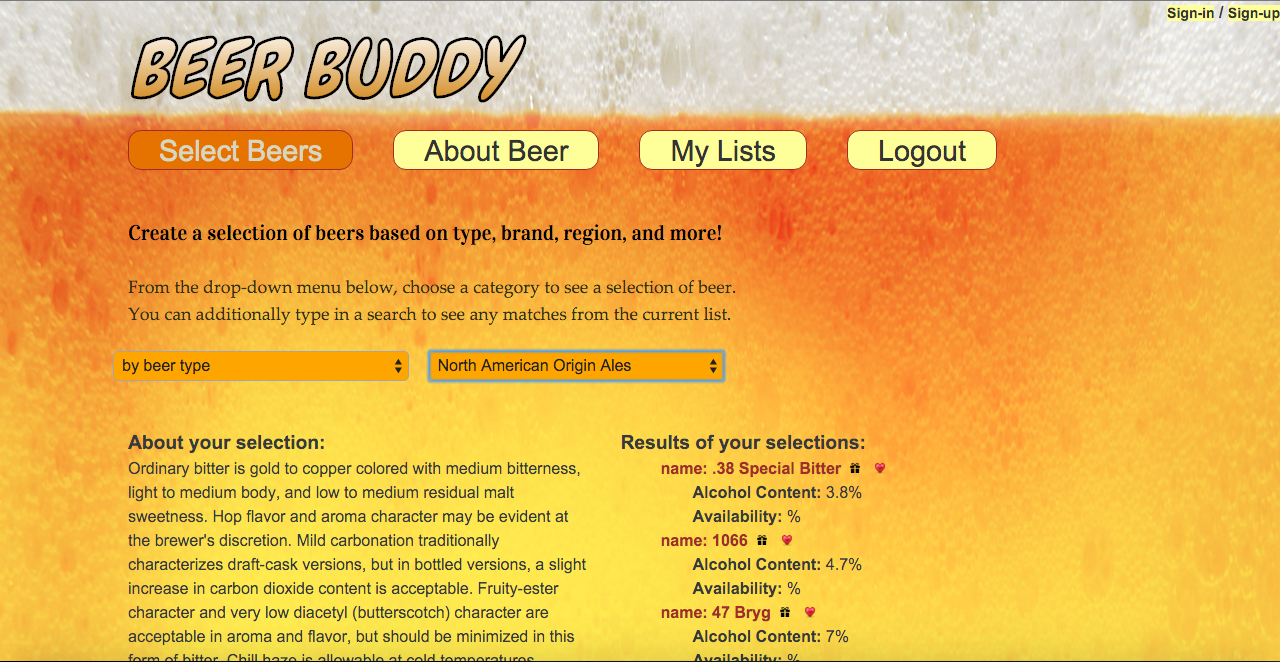 Sign-in / Sign-up
BEER BUDDY
Select Beers
About Beer
My Lists
Logout
Create a selection of beers based on type, brand, region, and more!
From the drop-down menu below, choose a category to see a selection of beer.
You can additionally type in a search to see any matches from the current list.
by beer type
North American Origin Ales
About your selection:
Ordinary bitter is gold to copper colored with medium bitterness,
light to medium body, and low to medium residual malt
sweetness. Hop flavor and aroma character may be evident at
the brewer's discretion. Mild carbonation traditionally
characterizes draft-cask versions, but in bottled versions, a slight
increase in carbon dioxide content is acceptable. Fruity-ester
character and very low diacetyl (butterscotch) character are
acceptable in aroma and flavor, but should be minimized in this
form of bitter. Chill haze is allowable at cold temperatures.
Results of your selections:
name: .38 Special Bitter
Alcohol Content: 3.8%
Availability: %
name: 1066
Alcohol Content: 4.7%
Availability: %
name: 47 Bryg
Alcohol Content: 7%
Availability: %